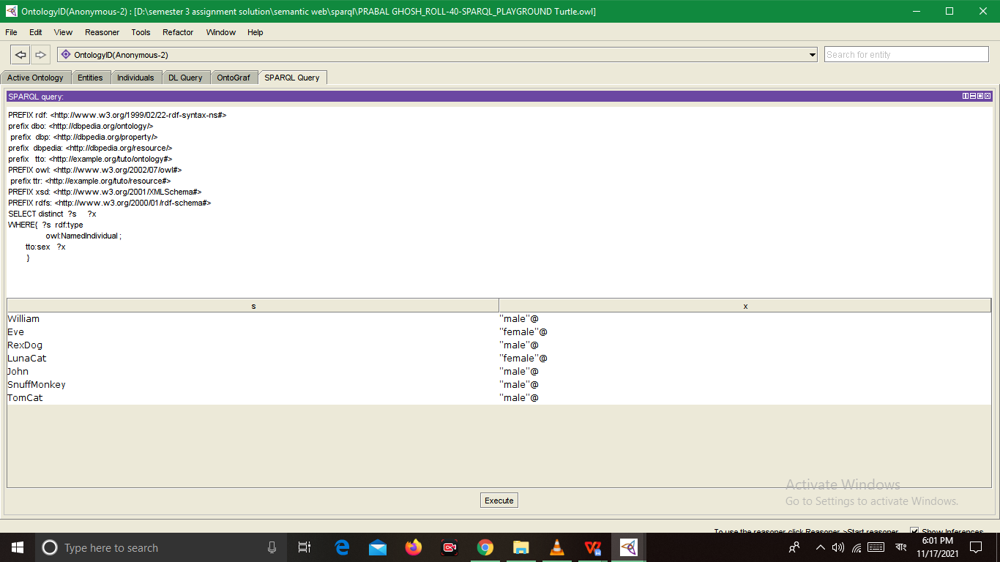 OntologyID(Anonymous-2) : [D:\semester 3 assignment solution\semantic web\sparql\PRABAL GHOSH_ROLL-40-SPARQL_PLAYGROUND Turtle.owl]
File Edit View Reasoner Tools Refactor Window Help
OntologyID(Anonymous-2) Search for entity
Active Ontology Entities Individuals DL Query OntoGraf SPARQL Query
SPARQL query:
PREFIX rdf: <http://www.w3.org/1999/02/22-rdf-syntax-ns#>
prefix dbo: <http://dbpedia.org/ontology/>
prefix dbp: <http://dbpedia.org/property/>
prefix dbpedia: <http://dbpedia.org/resource/>
prefix tto: <http://example.org/tuto/ontology#>
PREFIX owl: <http://www.w3.org/2002/07/owl#>
prefix ttr: <http://example.org/tuto/resource#>
PREFIX xsd: <http://www.w3.org/2001/XMLSchema#>
PREFIX rdfs: <http://www.w3.org/2000/01/rdf-schema#>
SELECT distinct ?s ?x
WHERE{ ?s rdf:type
owl:NamedIndividual ;
tto:sex ?x
}
s x
William "male"@
Eve "female"@
RexDog "male"@
LunaCat "female"@
John "male"@
SnuffMonkey "male"@
TomCat "male"@
Activate Windows
Go to Settings to activate Windows.
Execute
To use the reasoner click Reasoner->Start reasoner Show Inferences
Type here to search বাং 6:01 PM
11/17/2021